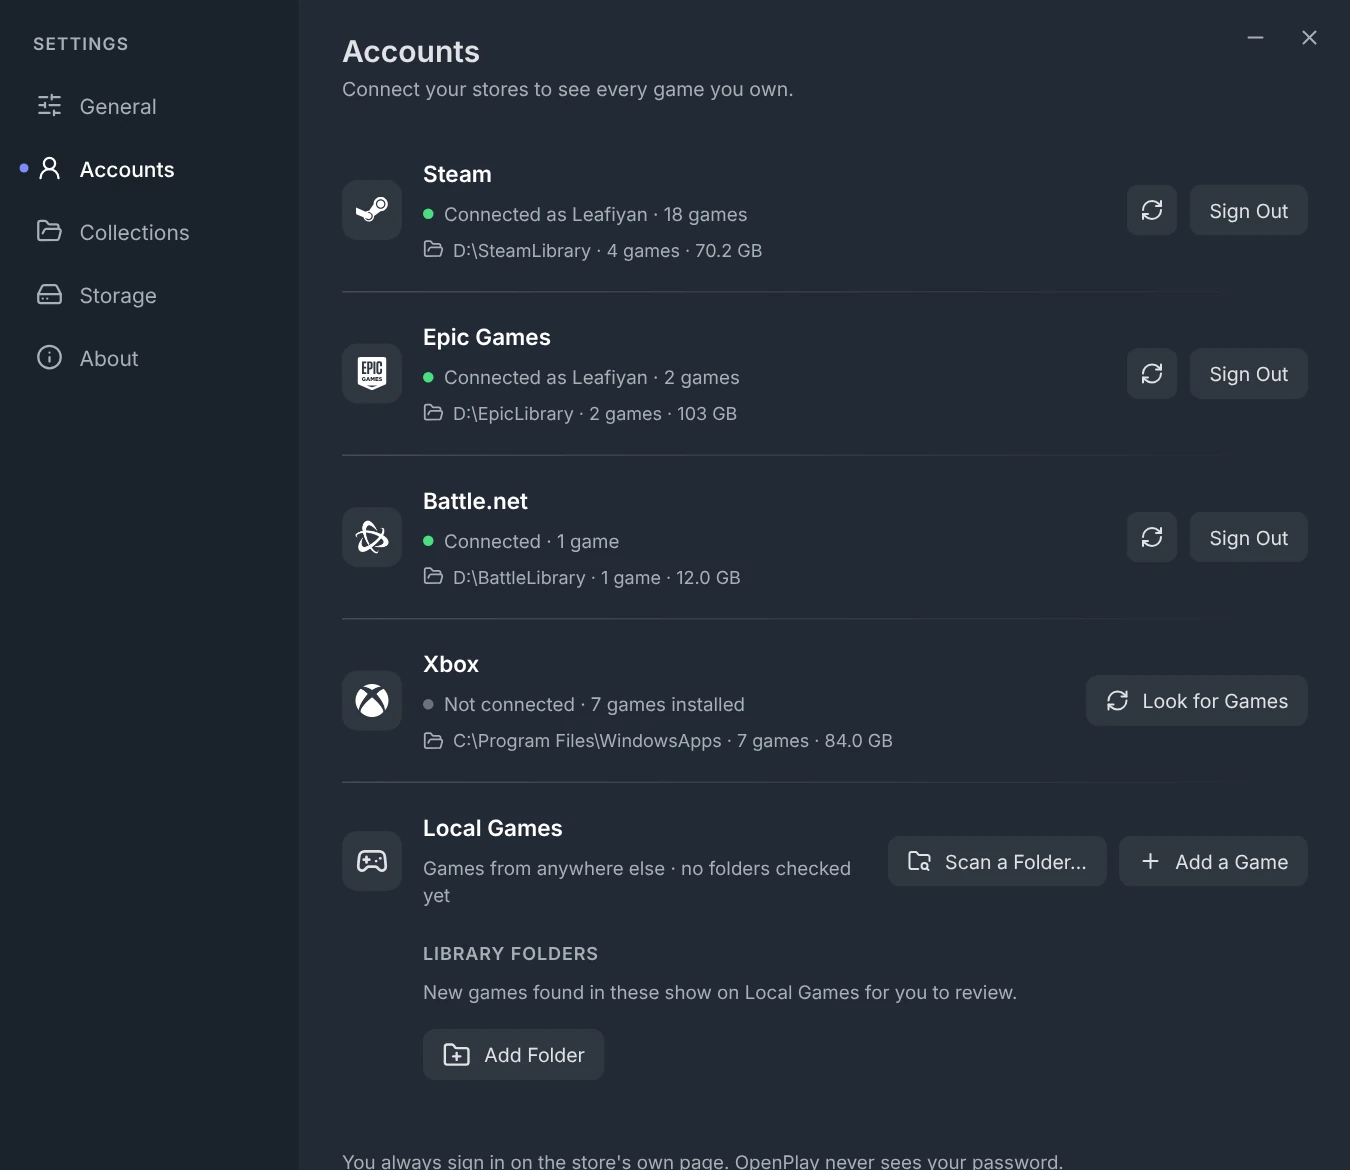 SETTINGS
General
Accounts
Collections
Storage
About
Accounts
Connect your stores to see every game you own.
Steam
Connected as Leafiyan · 18 games
D:\SteamLibrary · 4 games · 70.2 GB
Sign Out
EPIC
GAMES
Epic Games
Connected as Leafiyan · 2 games
D:\EpicLibrary · 2 games · 103 GB
Sign Out
Battle.net
Connected · 1 game
D:\BattleLibrary · 1 game · 12.0 GB
Sign Out
Xbox
Not connected · 7 games installed
C:\Program Files\WindowsApps · 7 games · 84.0 GB
Look for Games
Local Games
Games from anywhere else · no folders checked
yet
Scan a Folder...
Add a Game
LIBRARY FOLDERS
New games found in these show on Local Games for you to review.
Add Folder
You always sign in on the store's own page. OpenPlay never sees your password.